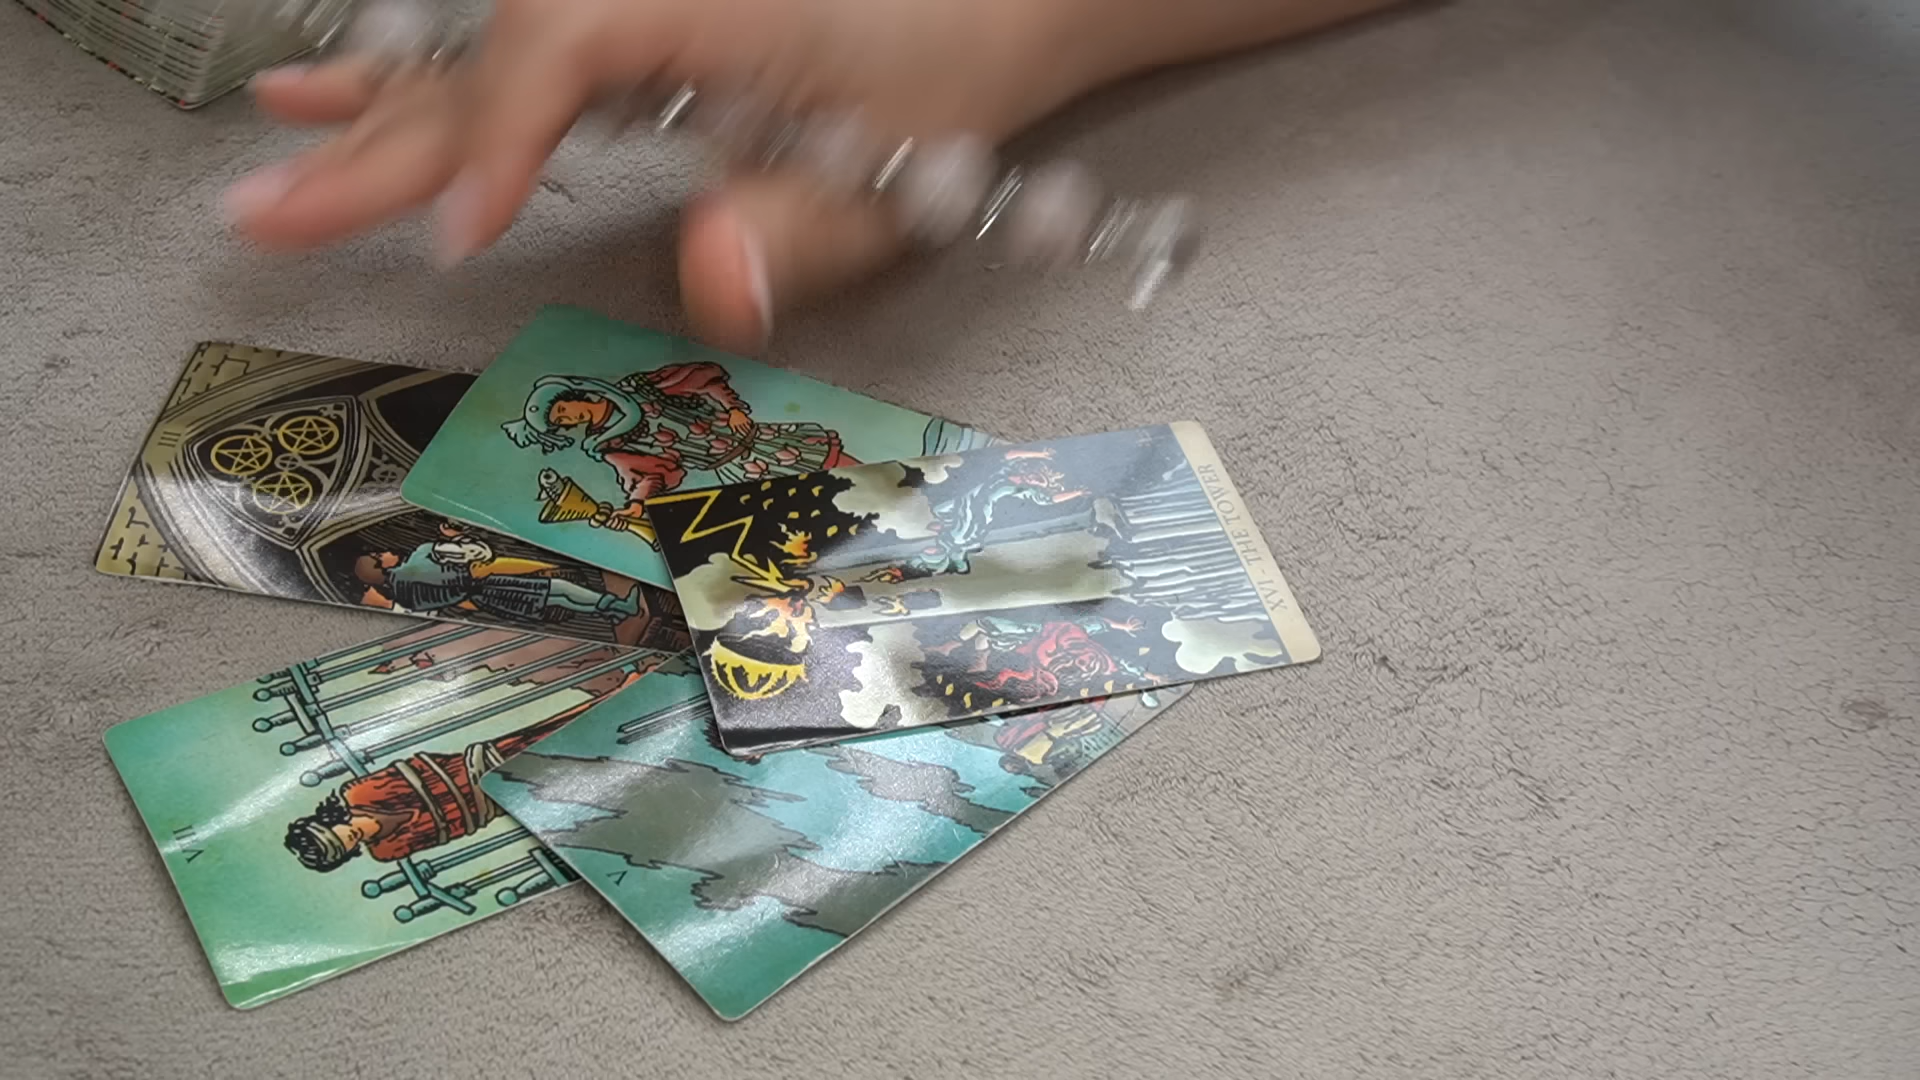 III
XVI - THE TOWER
VII
V